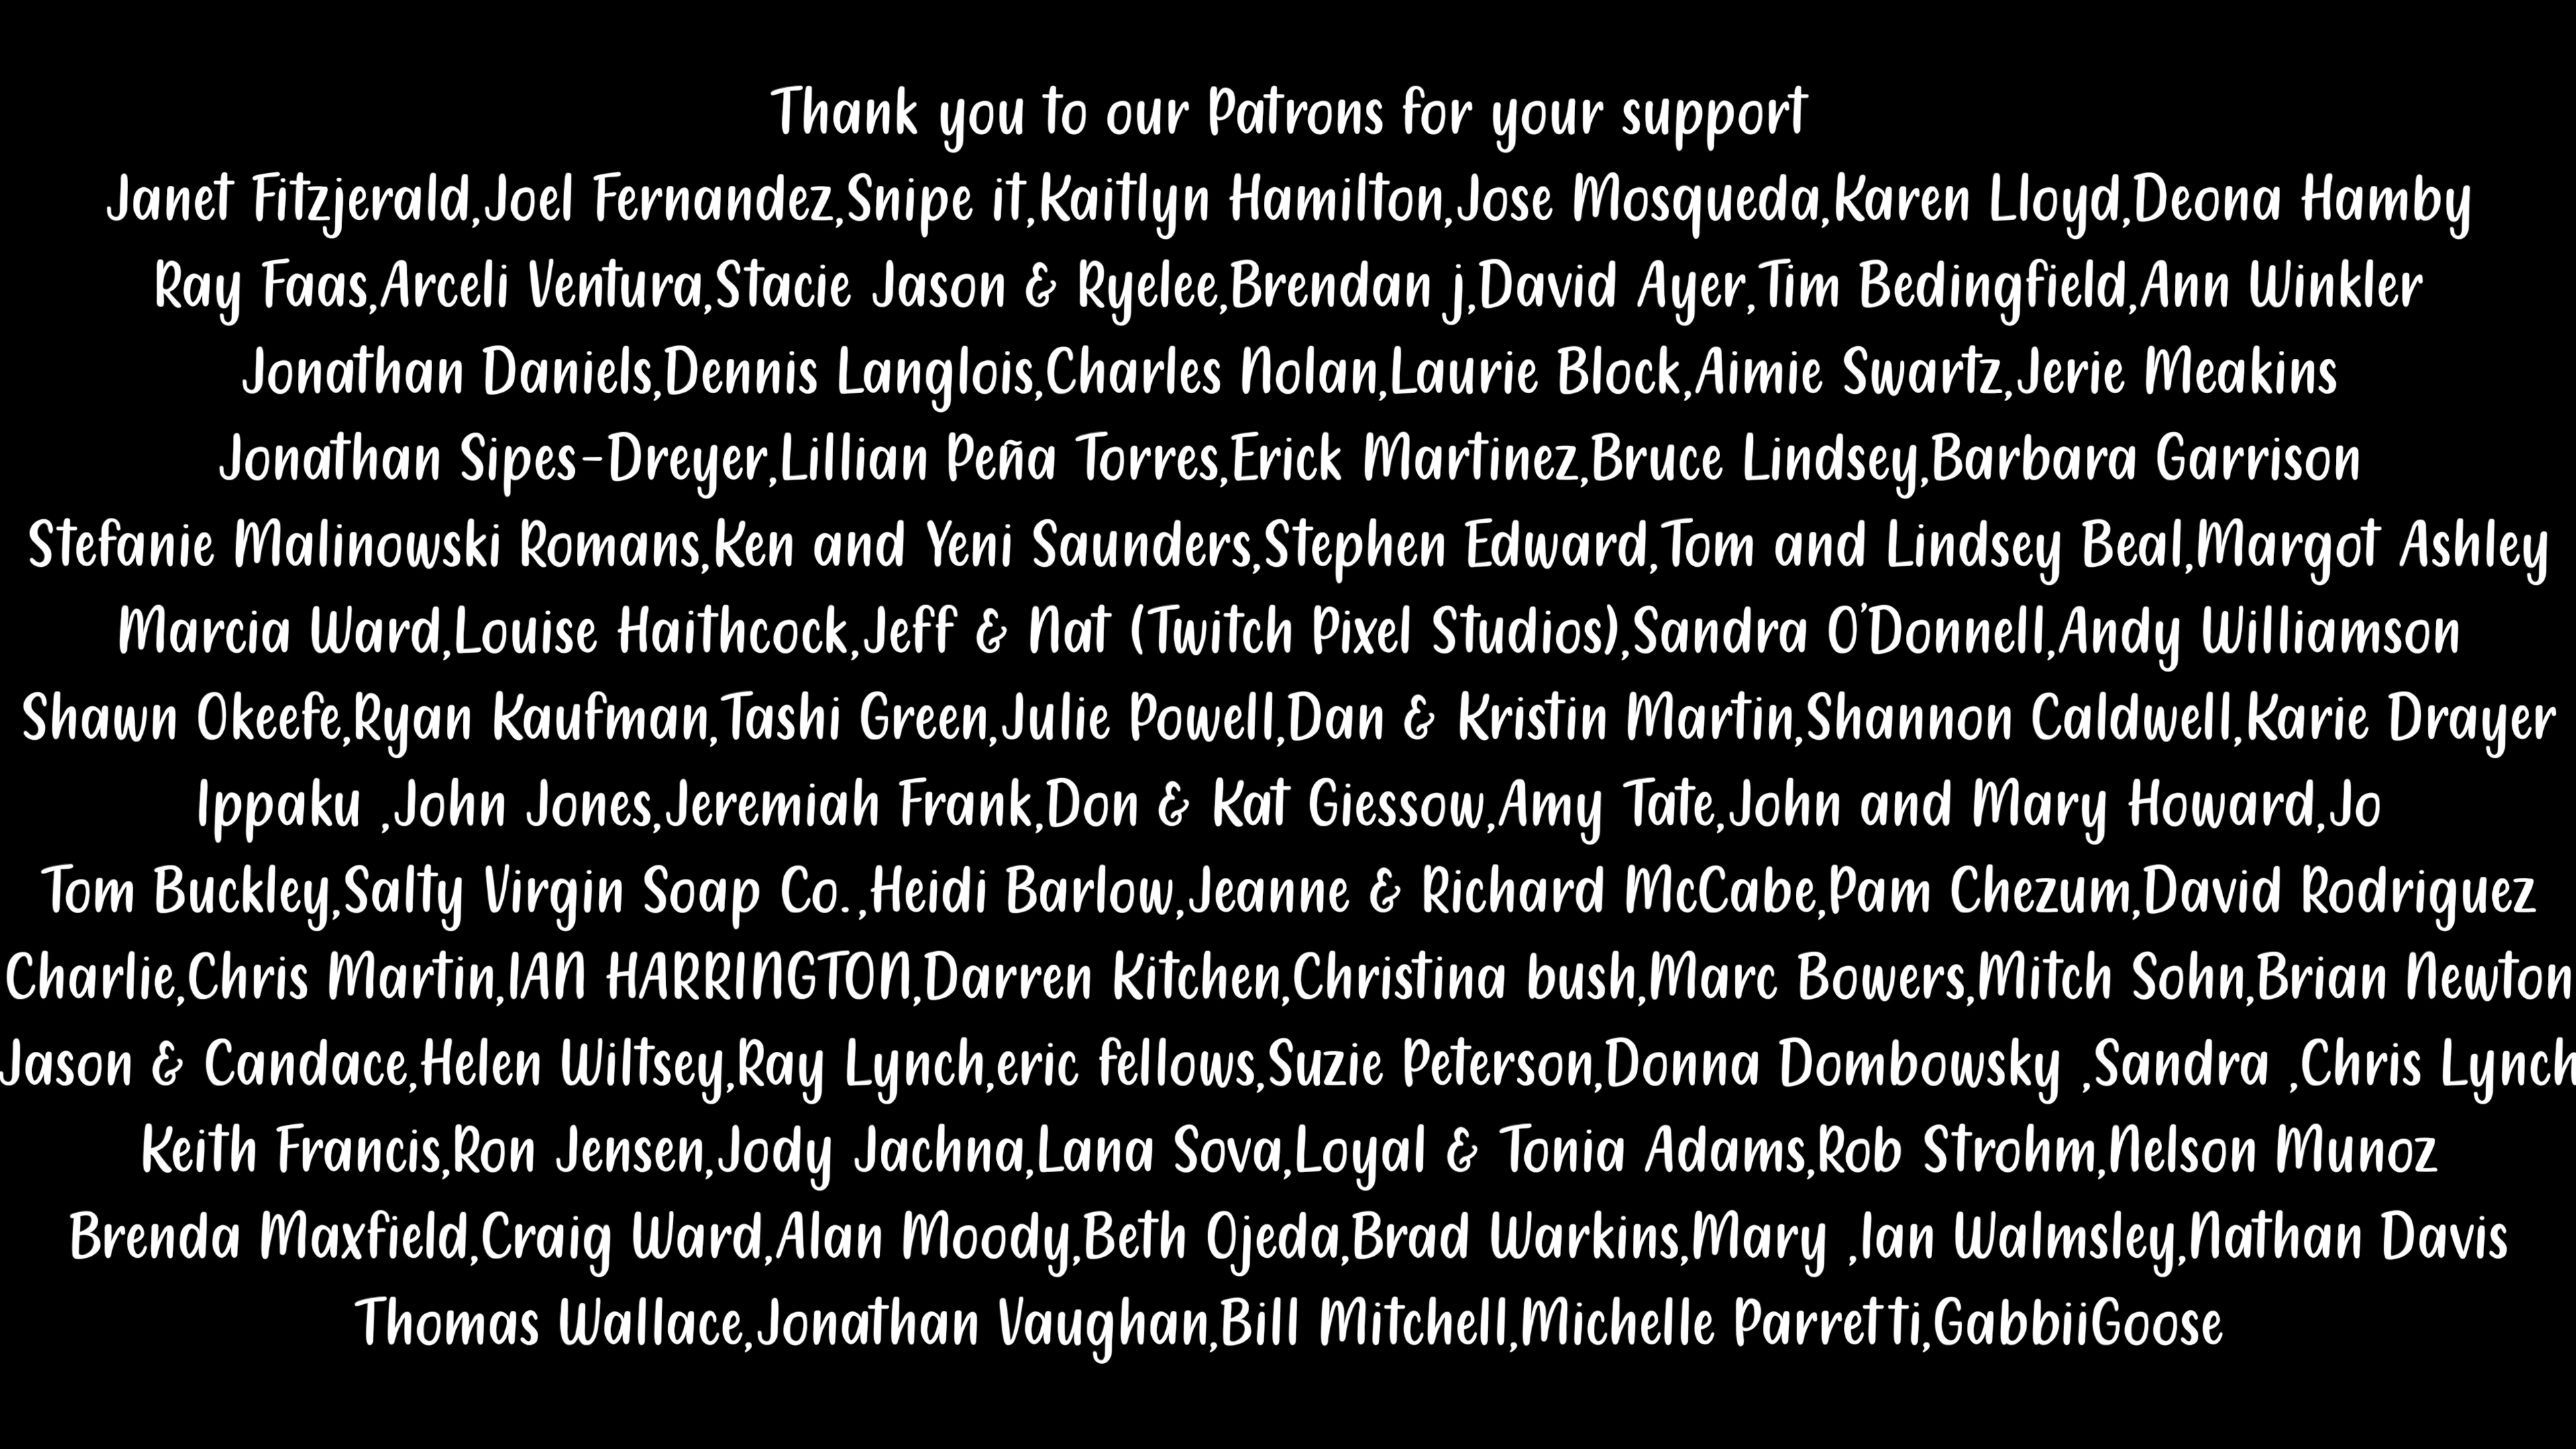 Thank you to our Patrons for your support
Janet Fitzjerald,Joel Fernandez,Snipe it,Kaitlyn Hamilton,Jose Mosqueda,Karen Lloyd,Deona Hamby
Ray Faas,Arceli Ventura,Stacie Jason & Ryelee,Brendan j,David Ayer,Tim Bedingfield,Ann Winkler
Jonathan Daniels,Dennis Langlois,Charles Nolan,Laurie Block,Aimie Swartz,Jerie Meakins
Jonathan Sipes-Dreyer,Lillian Peña Torres,Erick Martinez,Bruce Lindsey,Barbara Garrison
Stefanie Malinowski Romans,Ken and Yeni Saunders,Stephen Edward,Tom and Lindsey Beal,Margot Ashley
Marcia Ward,Louise Haithcock,Jeff & Nat (Twitch Pixel Studios),Sandra O'Donnell,Andy Williamson
Shawn Okeefe,Ryan Kaufman,Tashi Green,Julie Powell,Dan & Kristin Martin,Shannon Caldwell,Karie Drayer
Ippaku ,John Jones,Jeremiah Frank,Don & Kat Giessow,Amy Tate,John and Mary Howard,Jo
Tom Buckley,Salty Virgin Soap Co.,Heidi Barlow,Jeanne & Richard McCabe,Pam Chezum,David Rodriguez
Charlie,Chris Martin,IAN HARRINGTON,Darren Kitchen,Christina bush,Marc Bowers,Mitch Sohn,Brian Newton
Jason & Candace,Helen Wiltsey,Ray Lynch,eric fellows,Suzie Peterson,Donna Dombowsky ,Sandra ,Chris Lynch
Keith Francis,Ron Jensen,Jody Jachna,Lana Sova,Loyal & Tonia Adams,Rob Strohm,Nelson Munoz
Brenda Maxfield,Craig Ward,Alan Moody,Beth Ojeda,Brad Warkins,Mary ,Ian Walmsley,Nathan Davis
Thomas Wallace,Jonathan Vaughan,Bill Mitchell,Michelle Parretti,GabbiiGoose